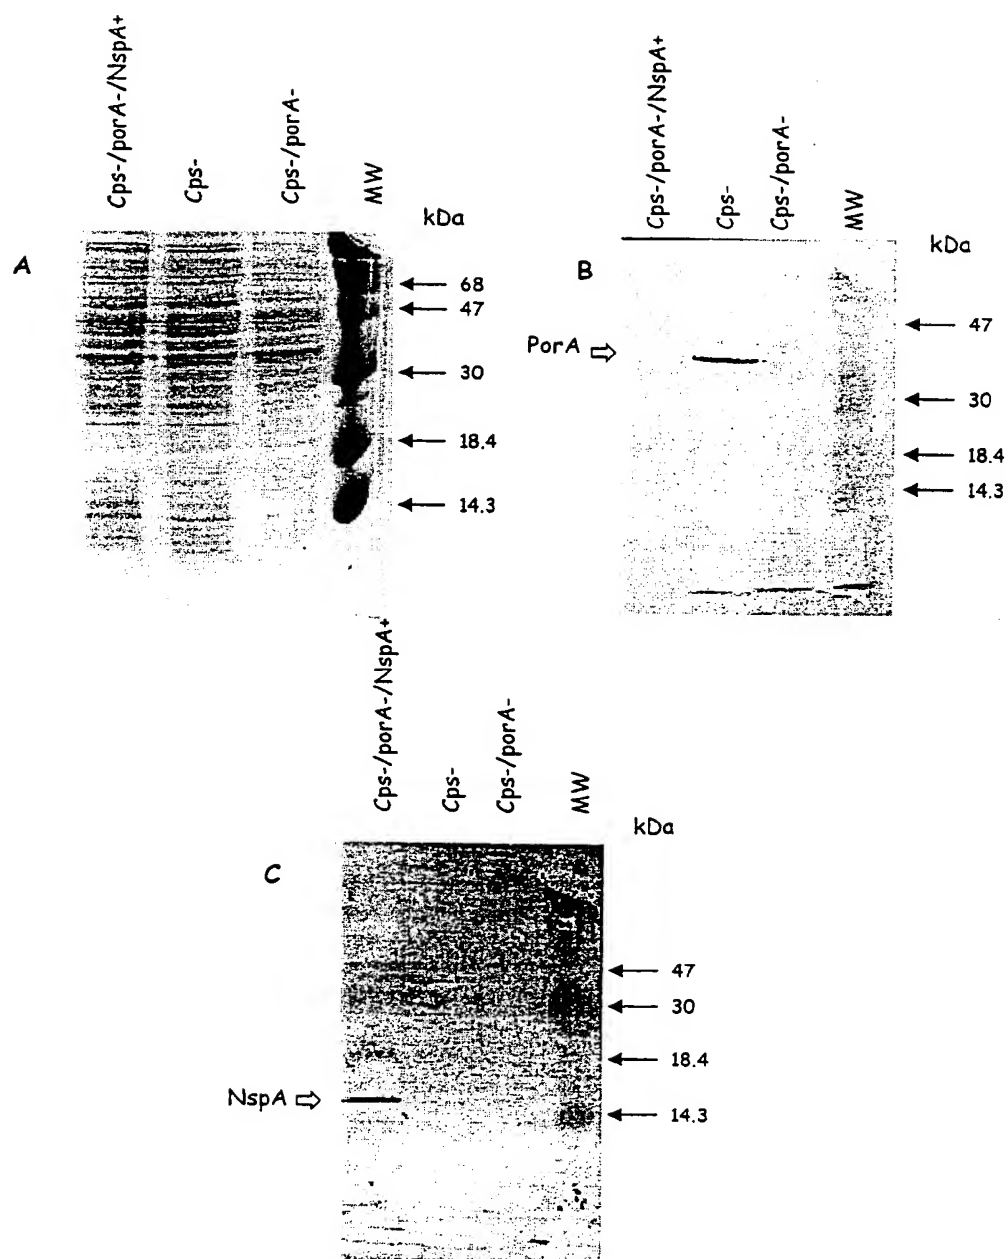 A
Cps-/porA-/NspA+
Cps-
Cps-/porA-
MW
kDa
68
47
30
18.4
14.3
B
Cps-/porA-/NspA+
Cps-
Cps-/porA-
MW
kDa
PorA
47
30
18.4
14.3
C
Cps-/porA-/NspA+
Cps-
Cps-/porA-
MW
kDa
NspA
47
30
18.4
14.3